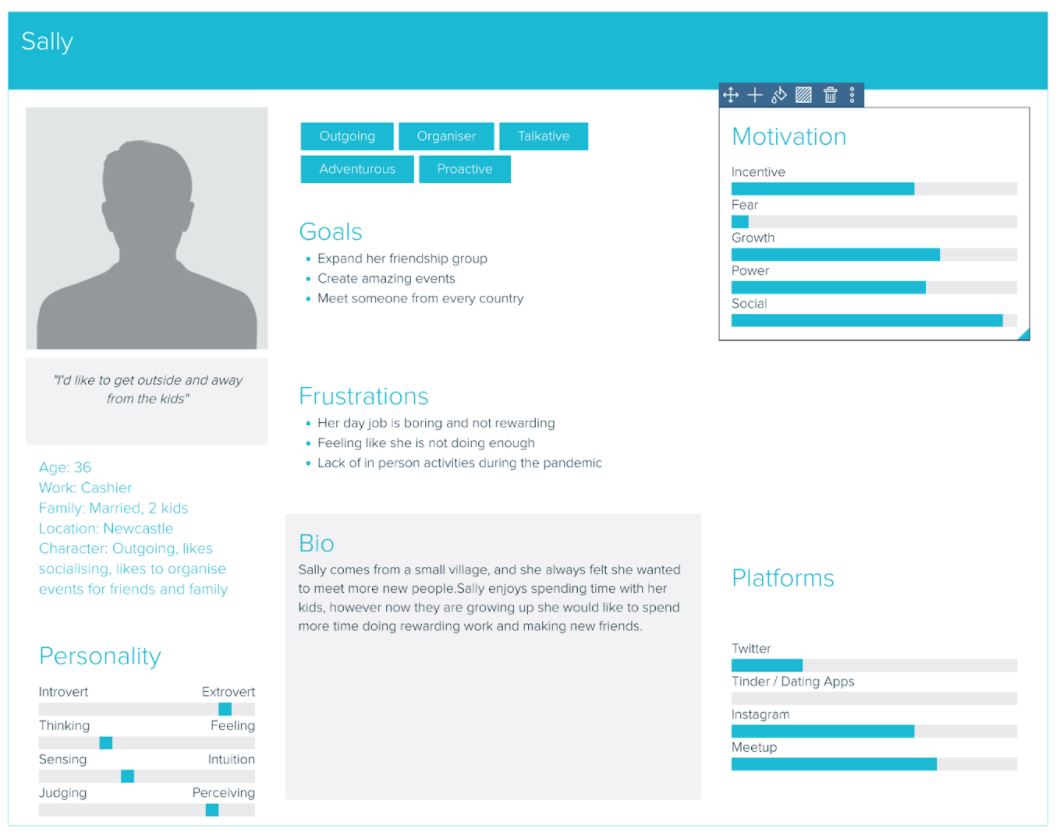 Sally
"I'd like to get outside and away
from the kids"
Age: 36
Work: Cashier
Family: Married, 2 kids
Location: Newcastle
Character: Outgoing, likes
socialising, likes to organise
events for friends and family
Personality
Introvert Extrovert
Thinking Feeling
Sensing Intuition
Judging Perceiving
Outgoing Organiser Talkative
Adventurous Proactive
Goals
Expand her friendship group
Create amazing events
Meet someone from every country
Frustrations
Her day job is boring and not rewarding
Feeling like she is not doing enough
Lack of in person activities during the pandemic
Bio
Sally comes from a small village, and she always felt she wanted
to meet more new people.Sally enjoys spending time with her
kids, however now they are growing up she would like to spend
more time doing rewarding work and making new friends.
Motivation
Incentive
Fear
Growth
Power
Social
Platforms
Twitter
Tinder / Dating Apps
Instagram
Meetup